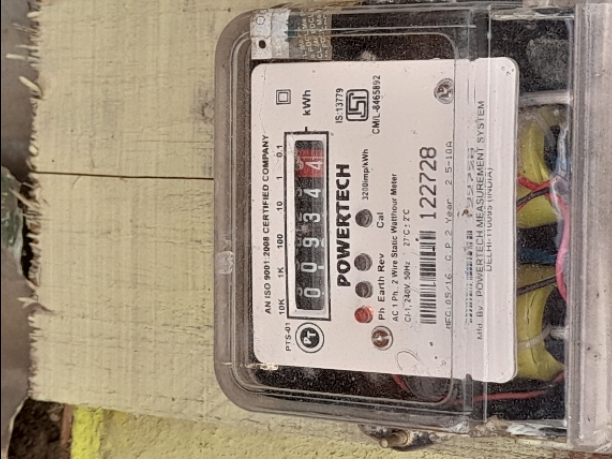 AN ISO 9001:2008 CERTIFIED COMPANY
PTS-01
10K 1K 100 10 1 0.1
kWh
0 0 9 3 4 4
PT
POWERTECH
IS:13779
CM/L-8465892
3200imp/kWh
Ph Earth Rev Cal
AC 1 Ph. 2 Wire Static Watthour Meter
Cl-1, 240V, 50Hz 27°C ± 2°C
122728
MFG.05/16 G.P. 2 Year 2.5-10A
Mfd. By. POWERTECH MEASUREMENT SYSTEM
DELHI-110095 (INDIA)